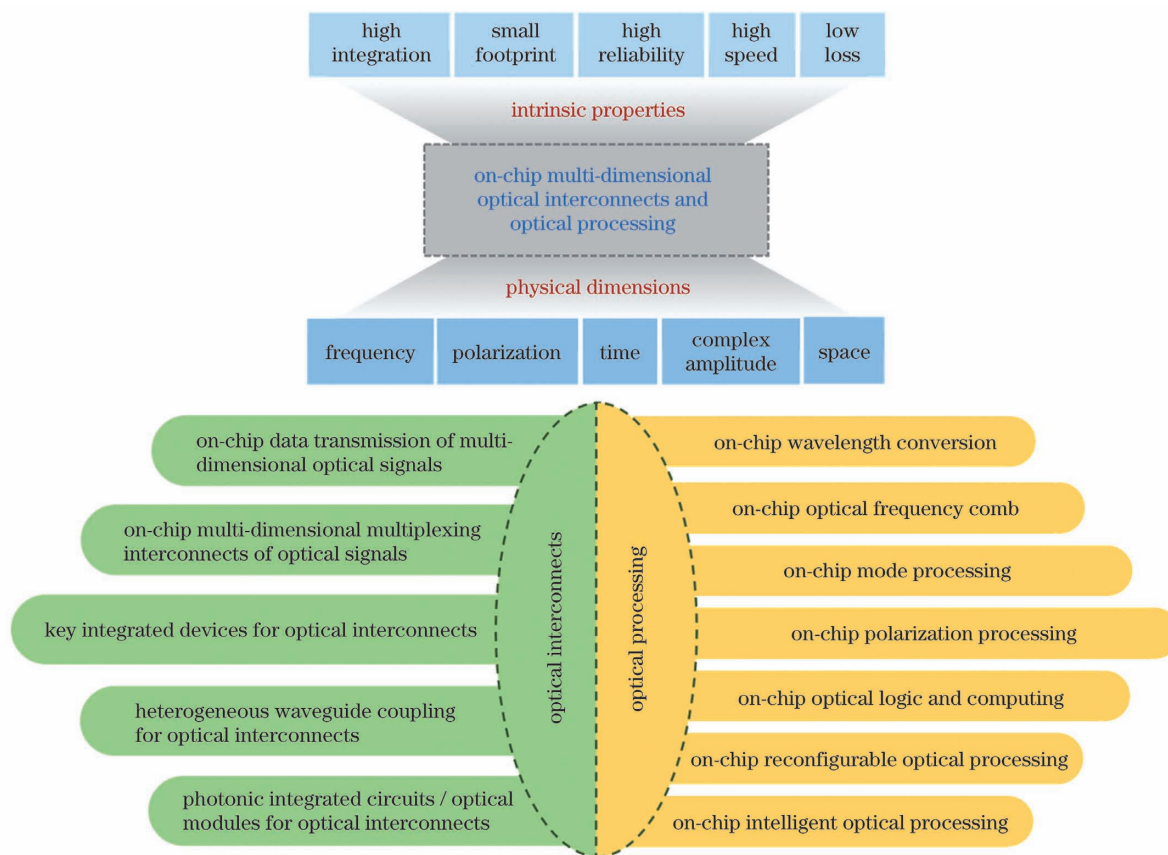 high
integration
small
footprint
high
reliability
high
speed
low
loss
intrinsic properties
on-chip multi-dimensional
optical interconnects and
optical processing
physical dimensions
frequency
polarization
time
complex
amplitude
space
on-chip data transmission of multi-
dimensional optical signals
on-chip multi-dimensional multiplexing
interconnects of optical signals
key integrated devices for optical interconnects
heterogeneous waveguide coupling
for optical interconnects
photonic integrated circuits / optical
modules for optical interconnects
optical interconnects
optical processing
on-chip wavelength conversion
on-chip optical frequency comb
on-chip mode processing
on-chip polarization processing
on-chip optical logic and computing
on-chip reconfigurable optical processing
on-chip intelligent optical processing